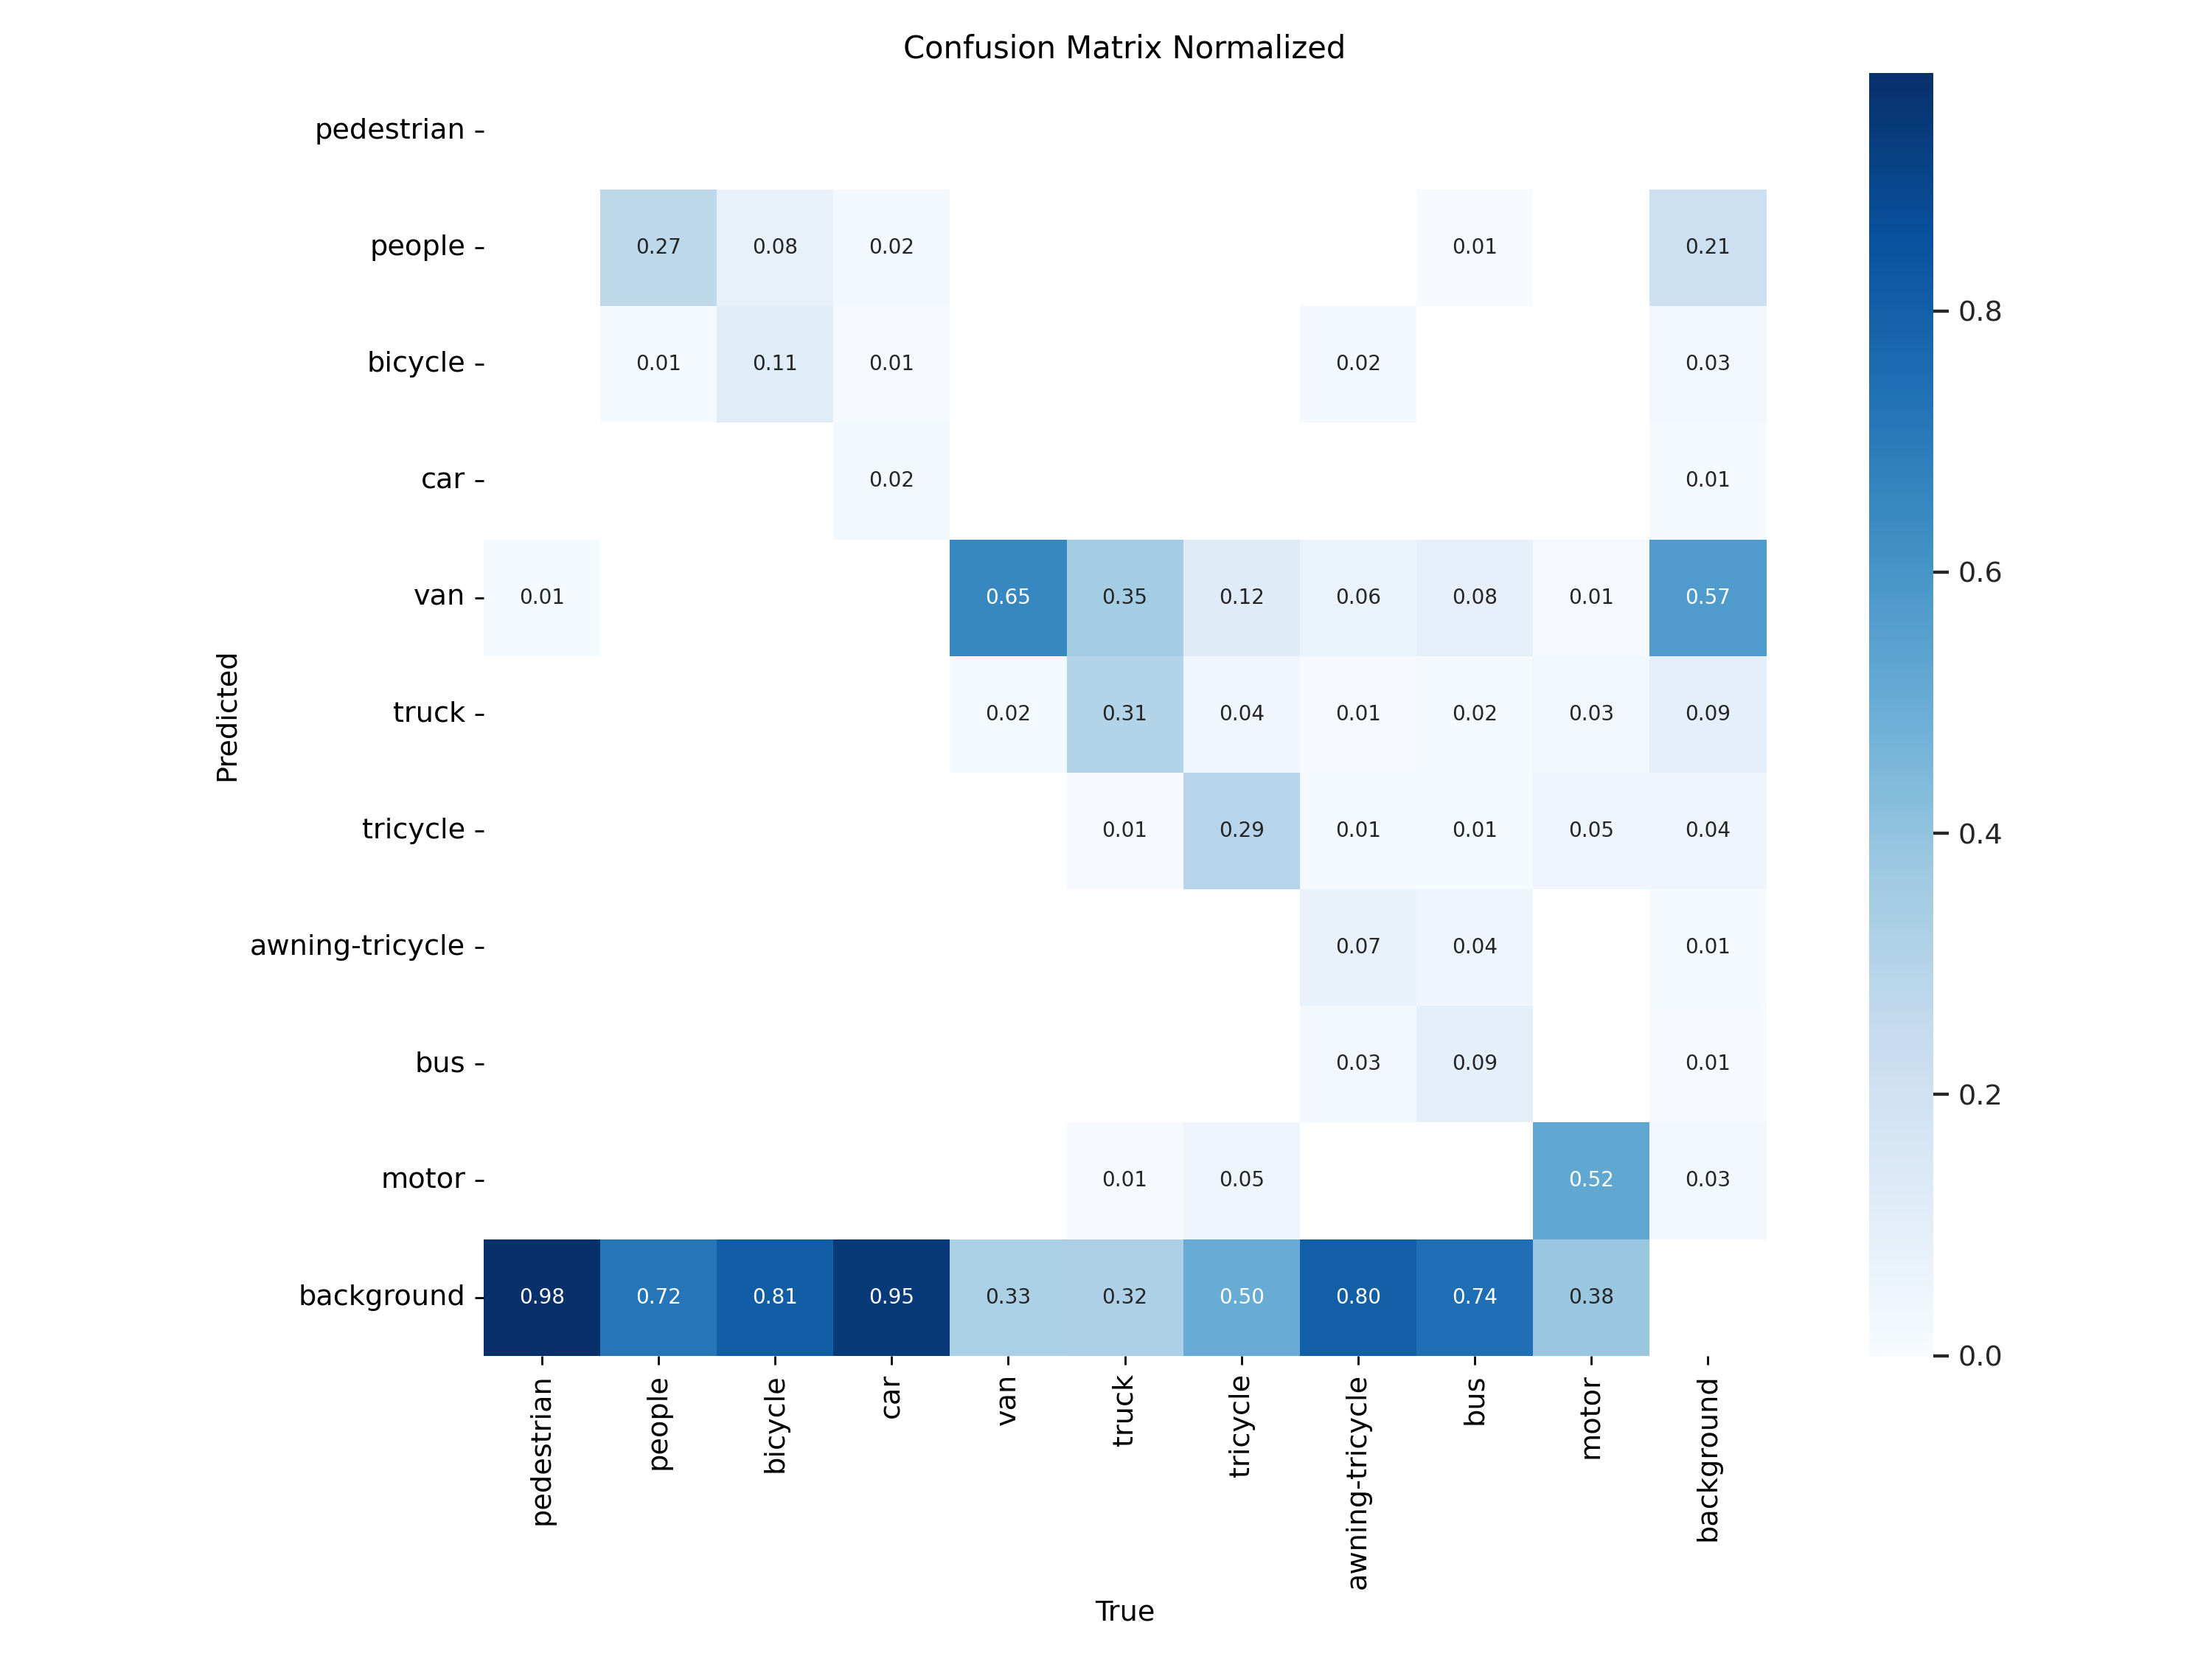 Confusion Matrix Normalized
pedestrian
people 0.27 0.08 0.02 0.01 0.21
0.8
bicycle 0.01 0.11 0.01 0.02 0.03
car 0.02 0.01
van 0.01 0.65 0.35 0.12 0.06 0.08 0.01 0.57
0.6
Predicted
truck 0.02 0.31 0.04 0.01 0.02 0.03 0.09
tricycle 0.01 0.29 0.01 0.01 0.05 0.04
0.4
awning-tricycle 0.07 0.04 0.01
bus 0.03 0.09 0.01
0.2
motor 0.01 0.05 0.52 0.03
background 0.98 0.72 0.81 0.95 0.33 0.32 0.50 0.80 0.74 0.38
0.0
pedestrian
people
bicycle
car
van
truck
tricycle
awning-tricycle
bus
motor
background
True